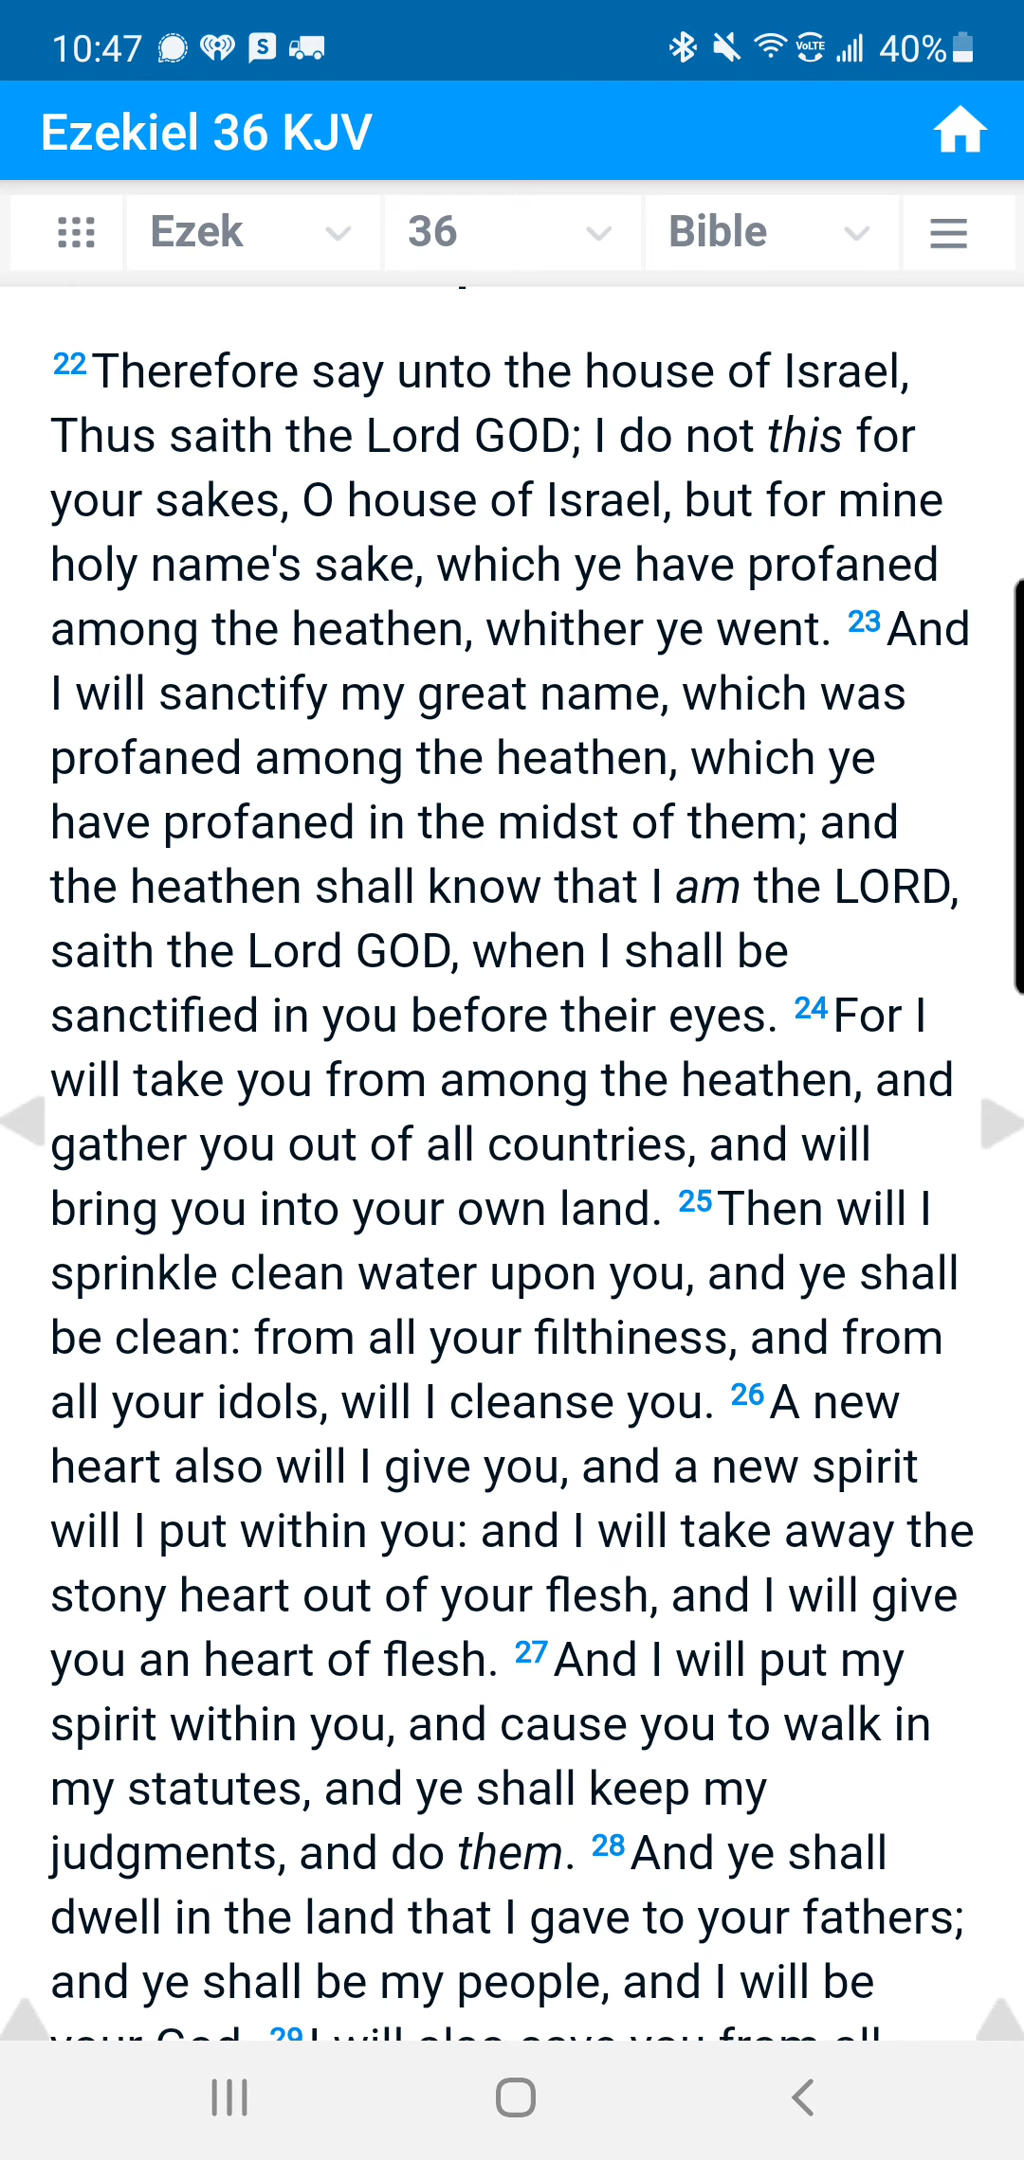 10:47 S VoLTE 40%
Ezekiel 36 KJV
Ezek 36 Bible
22 Therefore say unto the house of Israel,
Thus saith the Lord GOD; I do not this for
your sakes, O house of Israel, but for mine
holy name's sake, which ye have profaned
among the heathen, whither ye went. 23 And
I will sanctify my great name, which was
profaned among the heathen, which ye
have profaned in the midst of them; and
the heathen shall know that I am the LORD,
saith the Lord GOD, when I shall be
sanctified in you before their eyes. 24 For I
will take you from among the heathen, and
gather you out of all countries, and will
bring you into your own land. 25 Then will I
sprinkle clean water upon you, and ye shall
be clean: from all your filthiness, and from
all your idols, will I cleanse you. 26 A new
heart also will I give you, and a new spirit
will I put within you: and I will take away the
stony heart out of your flesh, and I will give
you an heart of flesh. 27 And I will put my
spirit within you, and cause you to walk in
my statutes, and ye shall keep my
judgments, and do them. 28 And ye shall
dwell in the land that I gave to your fathers;
and ye shall be my people, and I will be
your God. 29 I will also save you from all